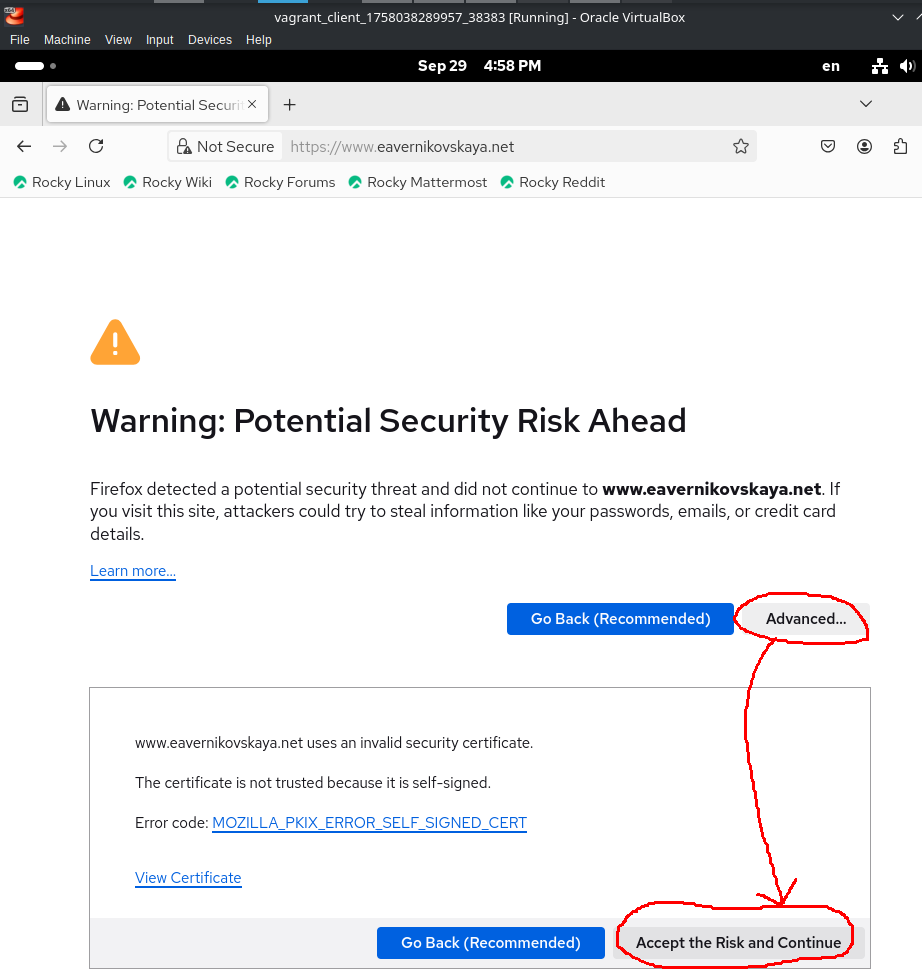 vagrant_client_1758038289957_38383 [Running] - Oracle VirtualBox
File Machine View Input Devices Help
Sep 29 4:58 PM en
Warning: Potential Securit
Not Secure https://www.eavernikovskaya.net
Rocky Linux Rocky Wiki Rocky Forums Rocky Mattermost Rocky Reddit
Warning: Potential Security Risk Ahead
Firefox detected a potential security threat and did not continue to www.eavernikovskaya.net. If
you visit this site, attackers could try to steal information like your passwords, emails, or credit card
details.
Learn more...
Go Back (Recommended) Advanced...
www.eavernikovskaya.net uses an invalid security certificate.
The certificate is not trusted because it is self-signed.
Error code: MOZILLA_PKIX_ERROR_SELF_SIGNED_CERT
View Certificate
Go Back (Recommended) Accept the Risk and Continue